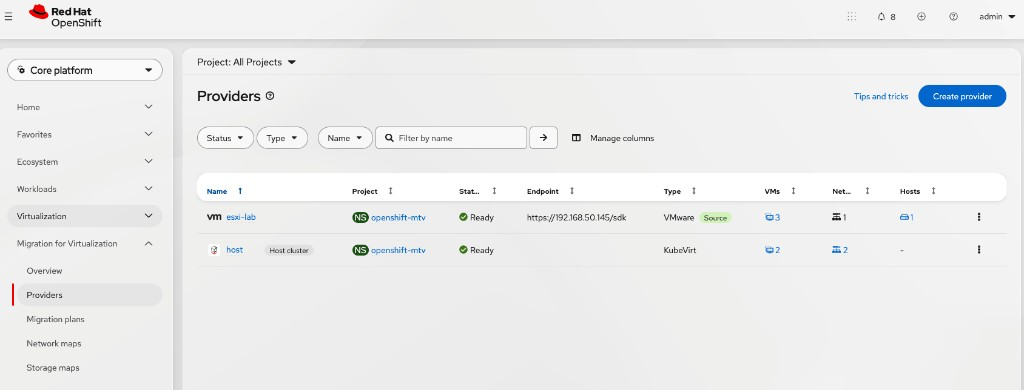 Red Hat
OpenShift
8
admin
Core platform
Home
Favorites
Ecosystem
Workloads
Virtualization
Migration for Virtualization
Overview
Providers
Migration plans
Network maps
Storage maps
Project: All Projects
Providers
Tips and tricks
Create provider
Status Type Name Filter by name Manage columns
Name Project Stat... Endpoint Type VMs Net... Hosts
vm esxi-lab NS openshift-mtv Ready https://192.168.50.145/sdk VMware Source 3 1 1
host Host cluster NS openshift-mtv Ready KubeVirt 2 2 -